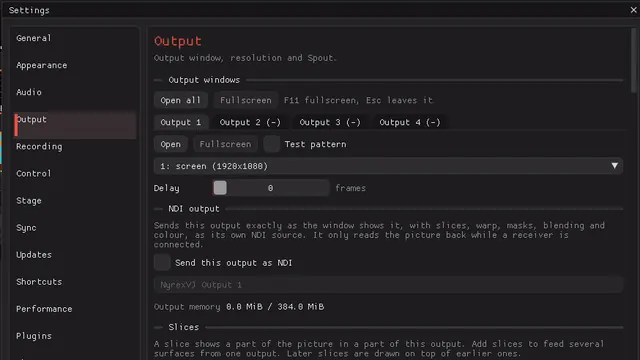 Settings
General
Appearance
Audio
Output
Recording
Control
Stage
Sync
Updates
Shortcuts
Performance
Plugins
Output
Output window, resolution and Spout.
Output windows
Open all Fullscreen F11 fullscreen, Esc leaves it
Output 1 Output 2 (-) Output 3 (-) Output 4 (-)
Open Fullscreen Test pattern
1: screen (1920x1080)
Delay 0 frames
NDI output
Sends this output exactly as the window shows it, with slices, warp, masks, blending and
colour, as its own NDI source. It only reads the picture back while a receiver is
connected.
Send this output as NDI
NgrexVJ Output 1
Output memory 0.0 MiB / 384.0 MiB
Slices
A slice shows a part of the picture in a part of this output. Add slices to feed several
surfaces from one output. Later slices are drawn on top of earlier ones.